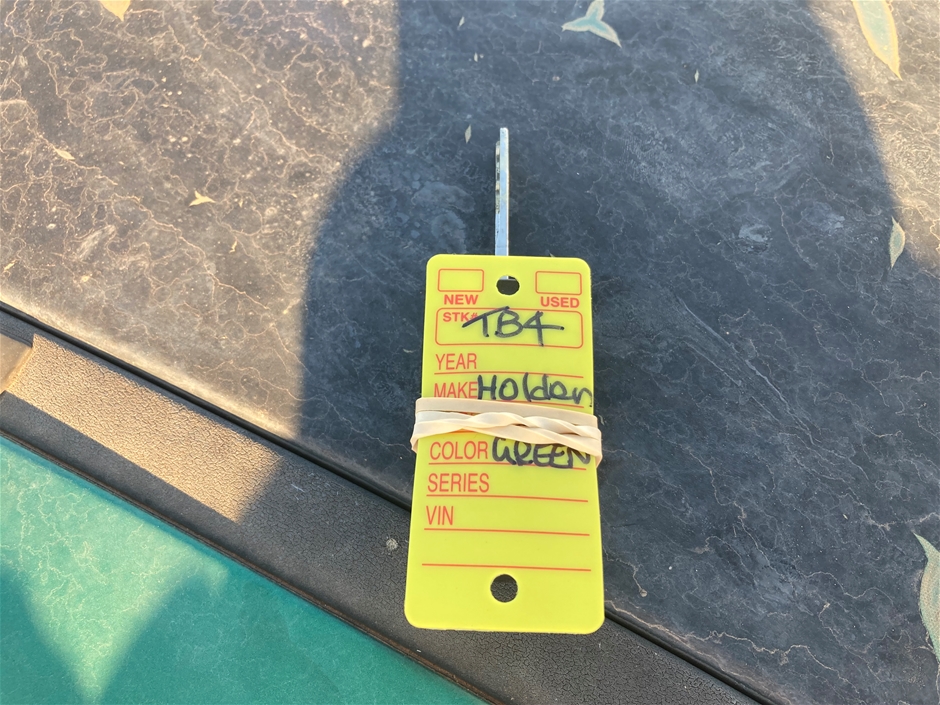 NEW USED
STK# TB4
YEAR
MAKE Holden
COLOR GREEN
SERIES
VIN